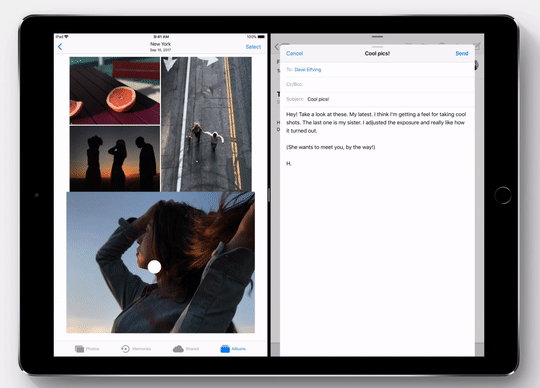 iPad
9:41 AM
100%
New York
Sep 10, 2017
Select
Photos
Memories
Shared
Albums
Cancel
Cool pics!
Send
To: Dave Elfving
Cc/Bcc:
Subject: Cool pics!
Hey! Take a look at these. My latest. I think I'm getting a feel for taking cool
shots. The last one is my sister. I adjusted the exposure and really like how
it turned out.
(She wants to meet you, by the way!)
H.